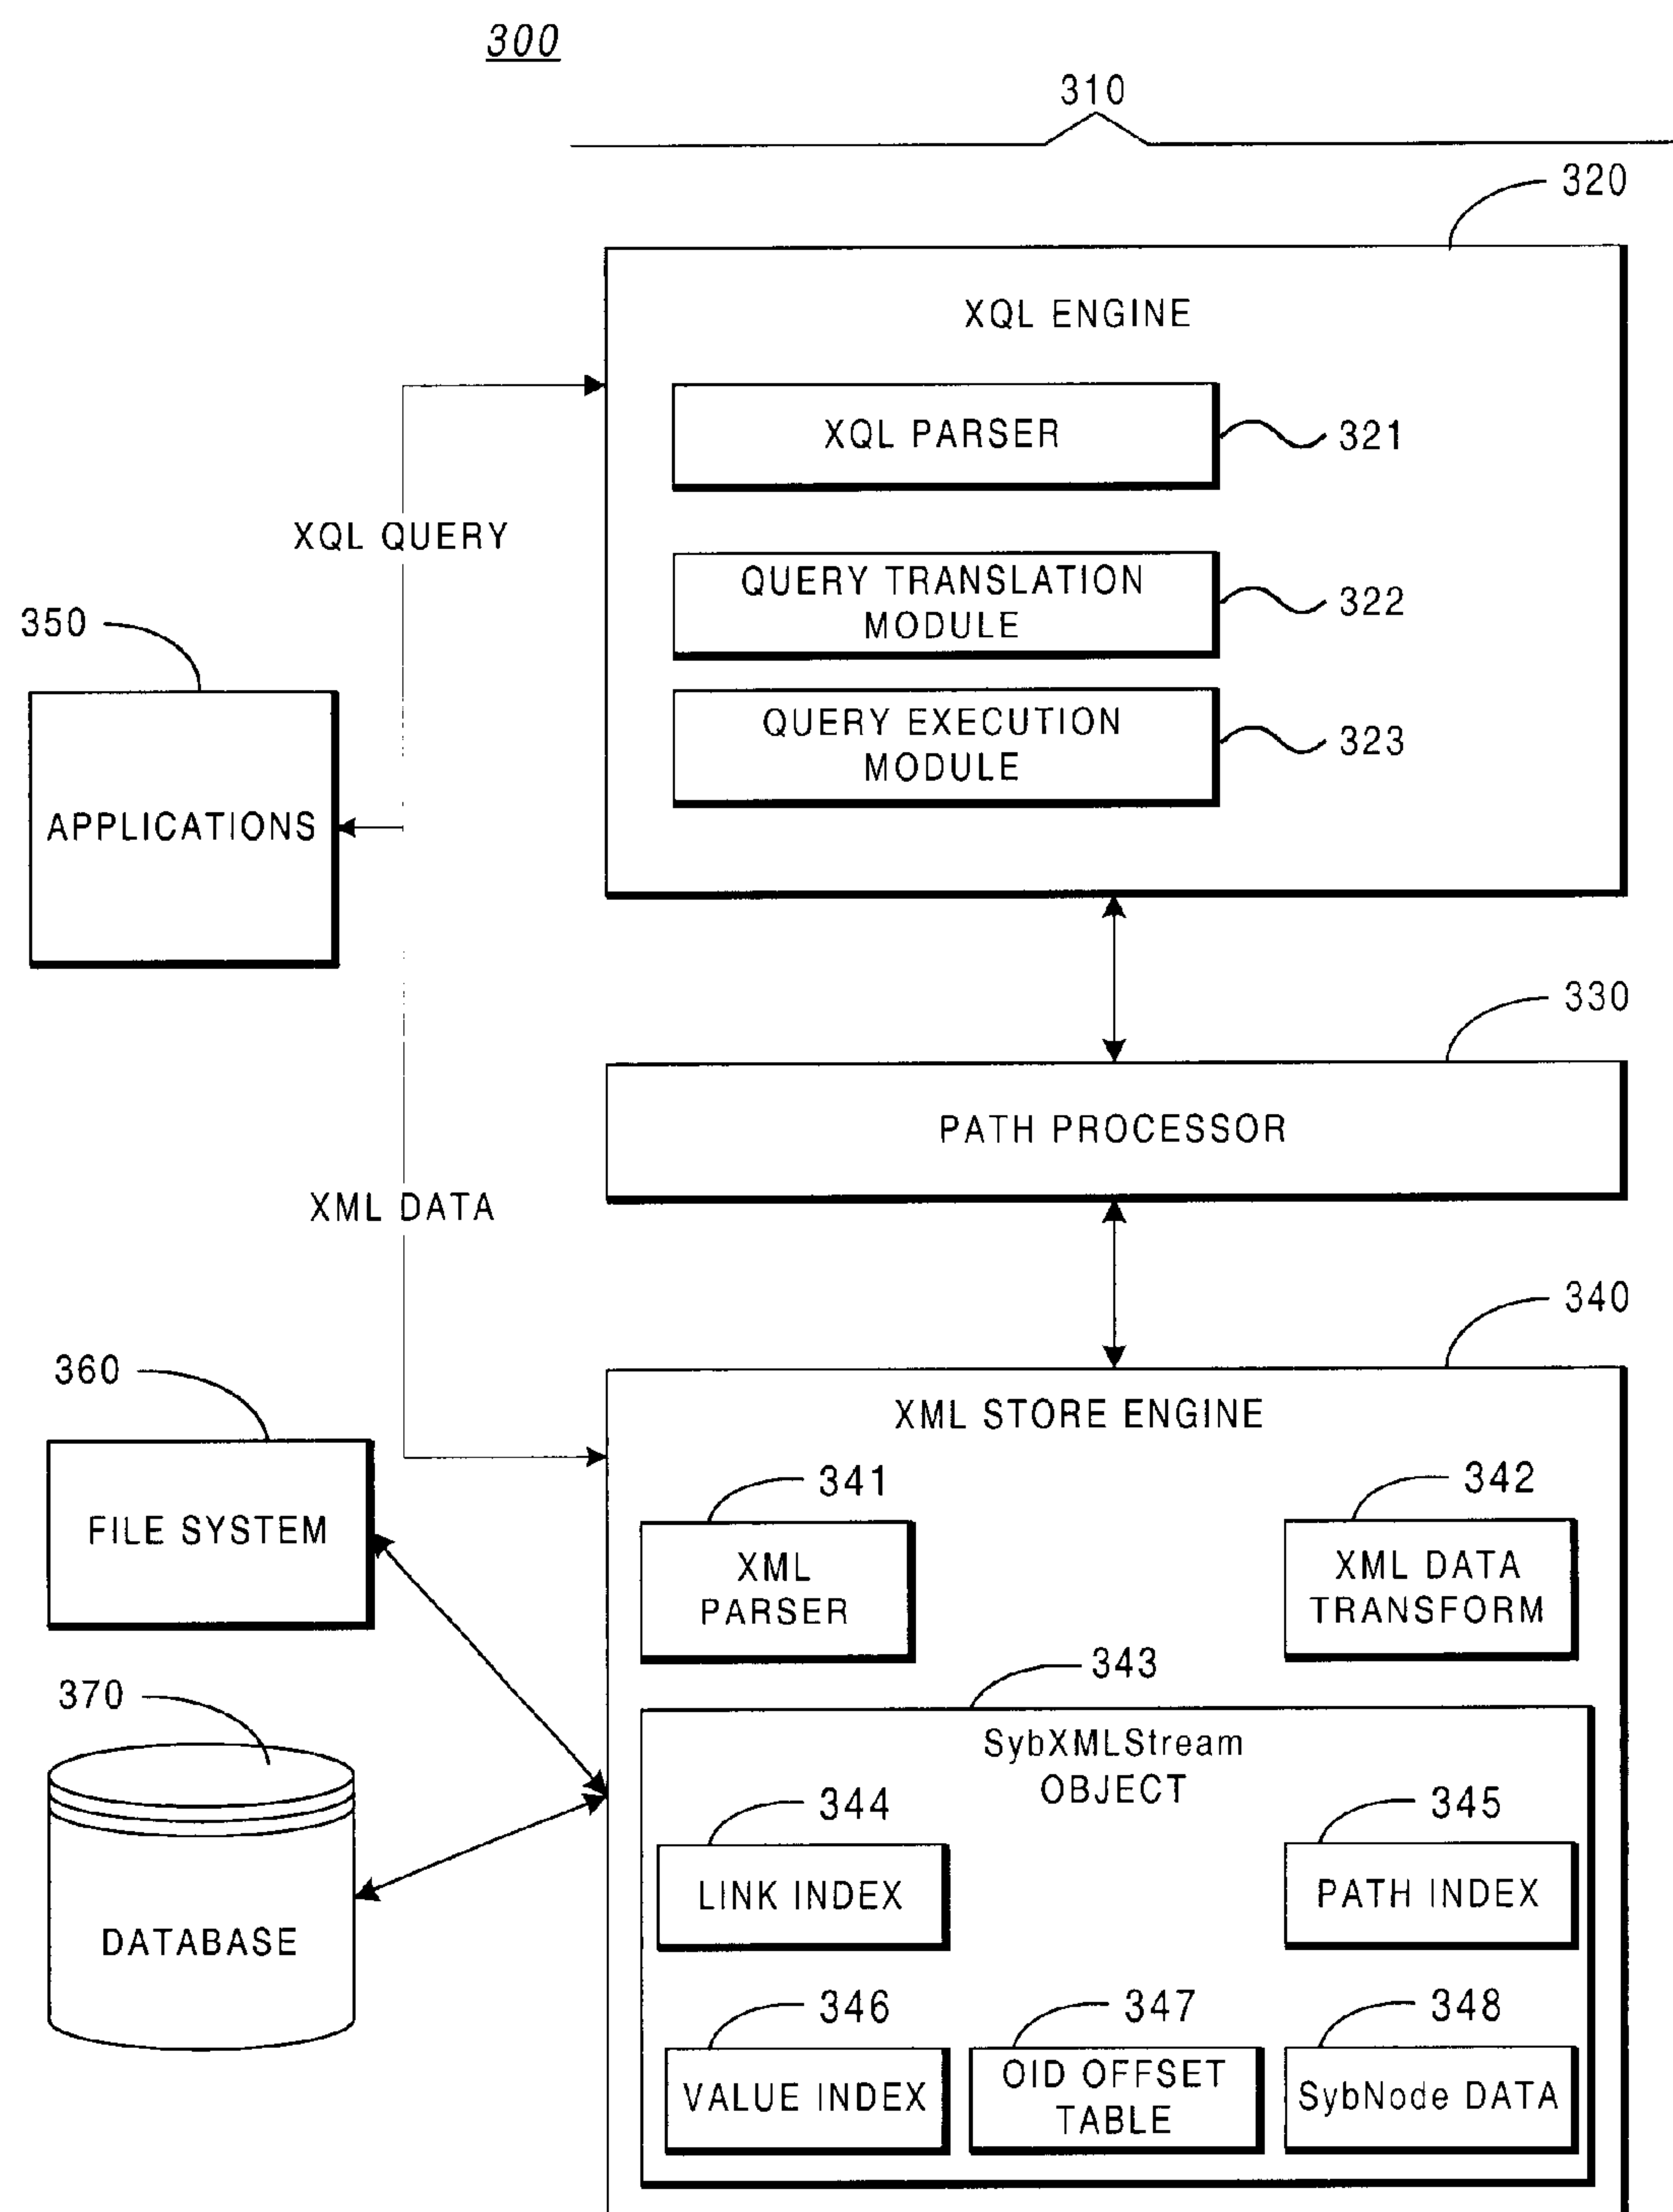 300
310
320
XQL ENGINE
XQL PARSER
321
XQL QUERY
QUERY TRANSLATION
MODULE
322
350
QUERY EXECUTION
MODULE
323
APPLICATIONS
330
PATH PROCESSOR
XML DATA
340
360
XML STORE ENGINE
341
342
FILE SYSTEM
XML
PARSER
XML DATA
TRANSFORM
343
370
SybXMLStream
OBJECT
344
345
LINK INDEX
PATH INDEX
DATABASE
346
347
348
VALUE INDEX
OID OFFSET
TABLE
SybNode DATA